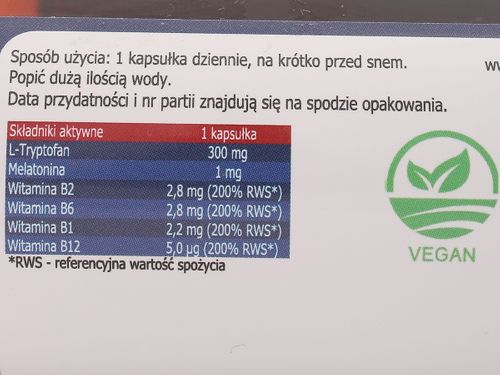 Sposób użycia: 1 kapsułka dziennie, na krótko przed snem.
Popić dużą ilością wody.
Data przydatności i nr partii znajdują się na spodzie opakowania.
Składniki aktywne 1 kapsułka
L-Tryptofan 300 mg
Melatonina 1 mg
Witamina B2 2,8 mg (200% RWS*)
Witamina B6 2,8 mg (200% RWS*)
Witamina B1 2,2 mg (200% RWS*)
Witamina B12 5,0 µg (200% RWS*)
*RWS - referencyjna wartość spożycia
VEGAN